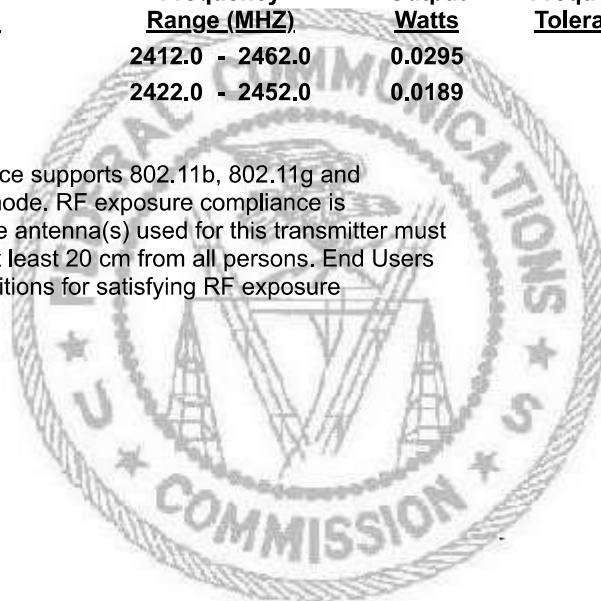 Range (MHZ) Watts
2412.0 - 2462.0 0.0295
2422.0 - 2452.0 0.0189
ce supports 802.11b, 802.11g and
node. RF exposure compliance is
e antenna(s) used for this transmitter must
t least 20 cm from all persons. End Users
itions for satisfying RF exposure
FEDERAL COMMUNICATIONS
U S
COMMISSION